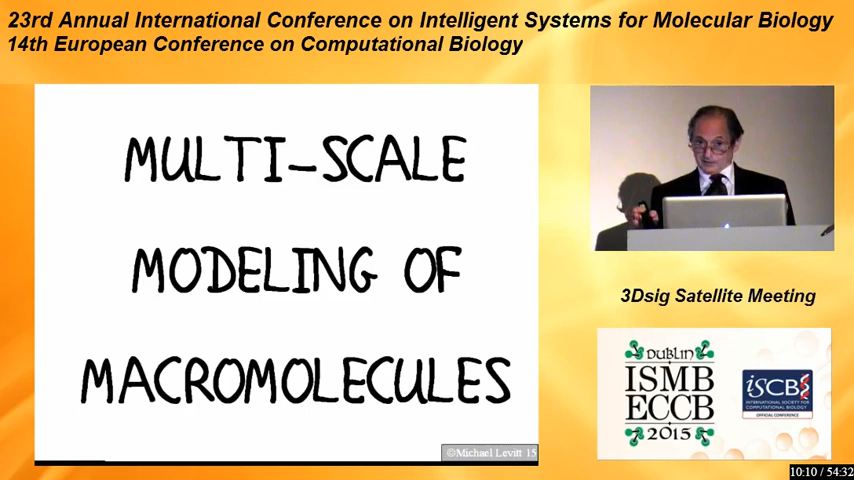 23rd Annual International Conference on Intelligent Systems for Molecular Biology
14th European Conference on Computational Biology
MULTI-SCALE
MODELING OF
MACROMOLECULES
©Michael Levitt 15
3Dsig Satellite Meeting
DUBLIN
ISMB
ECCB
2015
ISCB
INTERNATIONAL SOCIETY FOR
COMPUTATIONAL BIOLOGY
OFFICIAL CONFERENCE
10:10 / 54:32